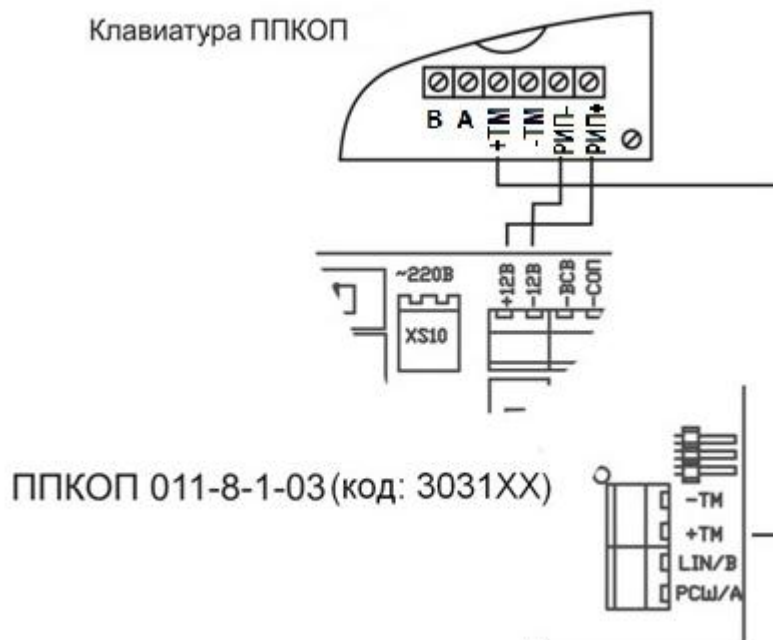 Клавиатура ППКОП
B A +ТМ -ТМ РИП- РИП+
~220В +12В -12В -ВСВ -СОП
XS10
ППКОП 011-8-1-03 (код: 3031XX)
-ТМ
+ТМ
LIN/B
РСШ/А